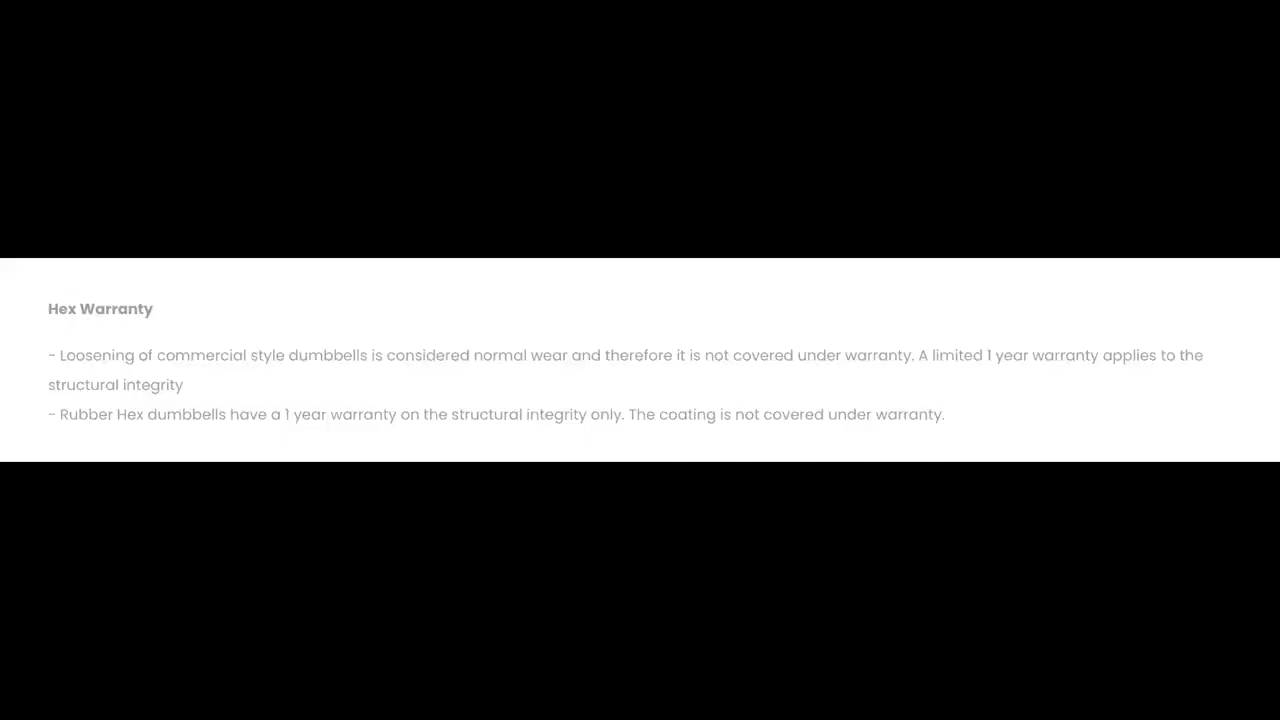 Hex Warranty
- Loosening of commercial style dumbbells is considered normal wear and therefore it is not covered under warranty. A limited 1 year warranty applies to the
structural integrity
- Rubber Hex dumbbells have a 1 year warranty on the structural integrity only. The coating is not covered under warranty.